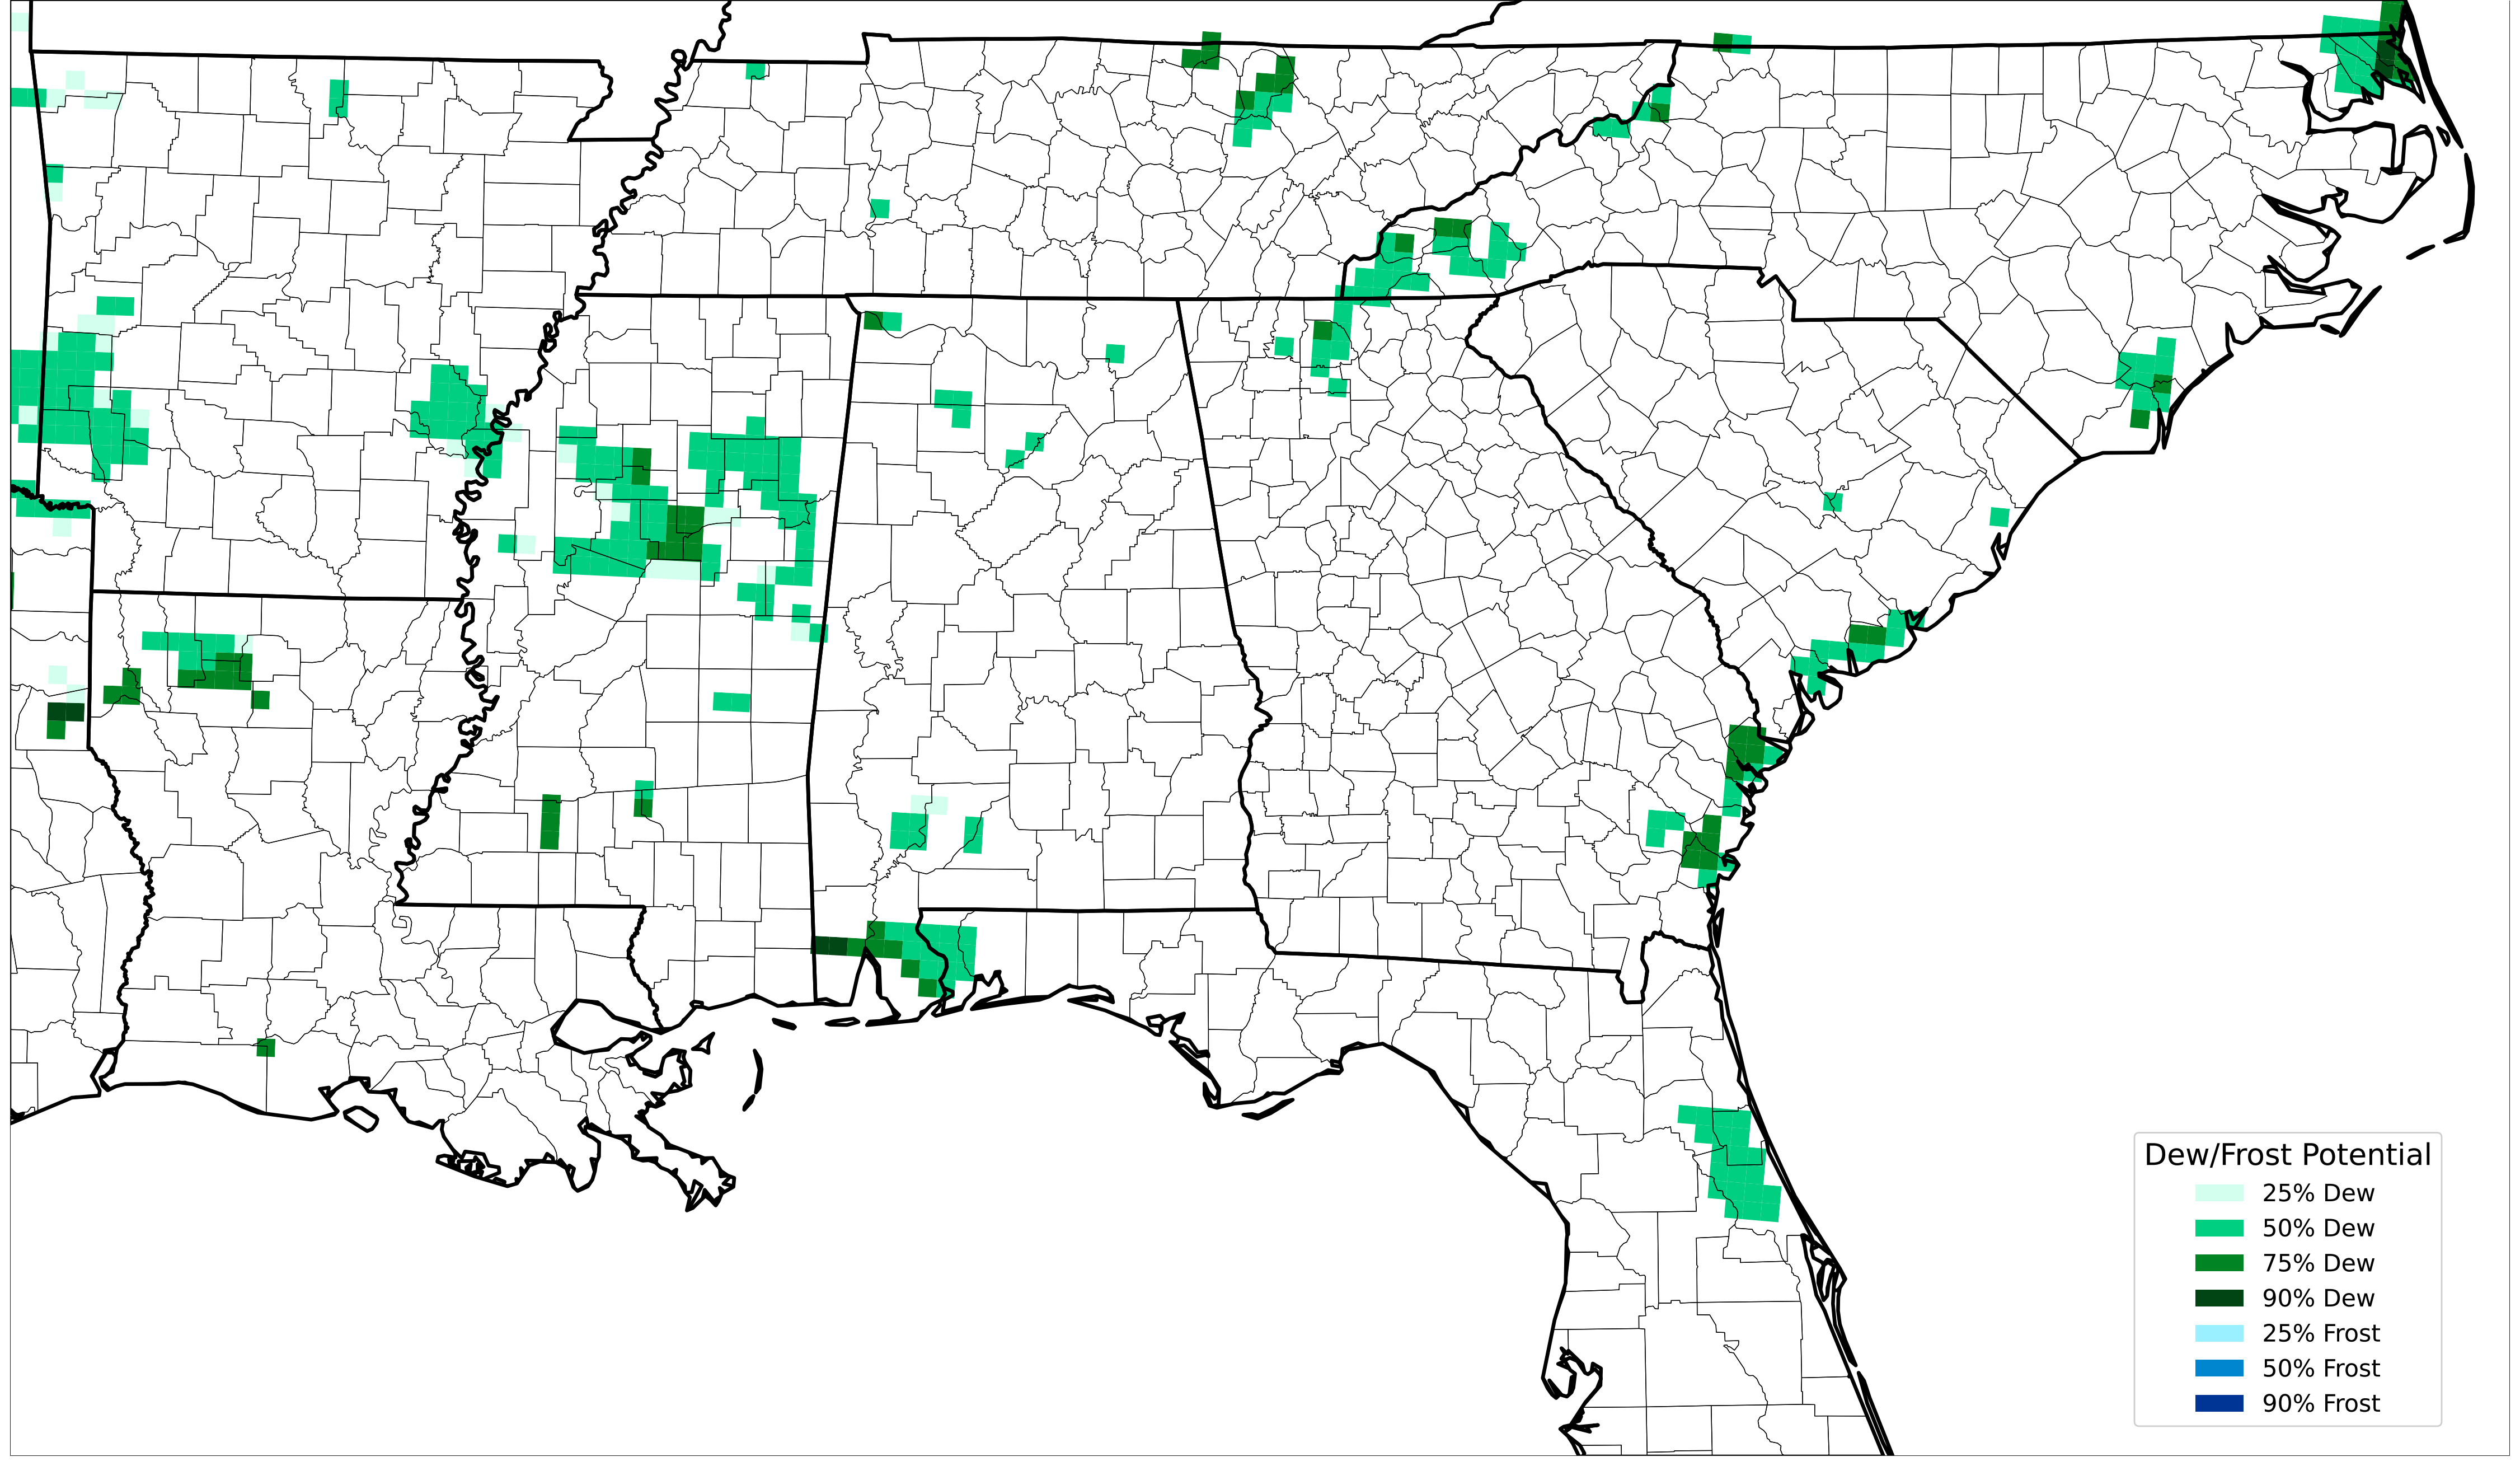 Dew/Frost Potential
25% Dew
50% Dew
75% Dew
90% Dew
25% Frost
50% Frost
90% Frost